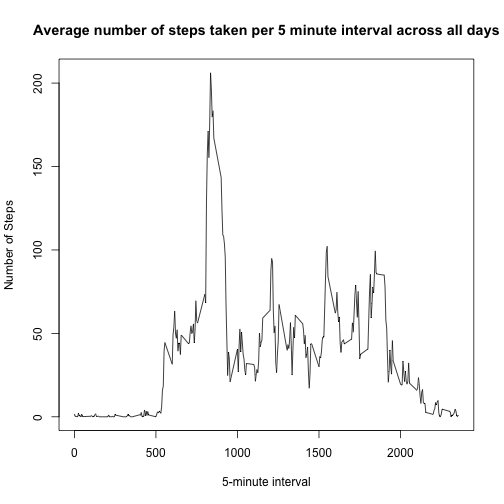 Average number of steps taken per 5 minute interval across all days
200
150
100
50
0
Number of Steps
0 500 1000 1500 2000
5-minute interval